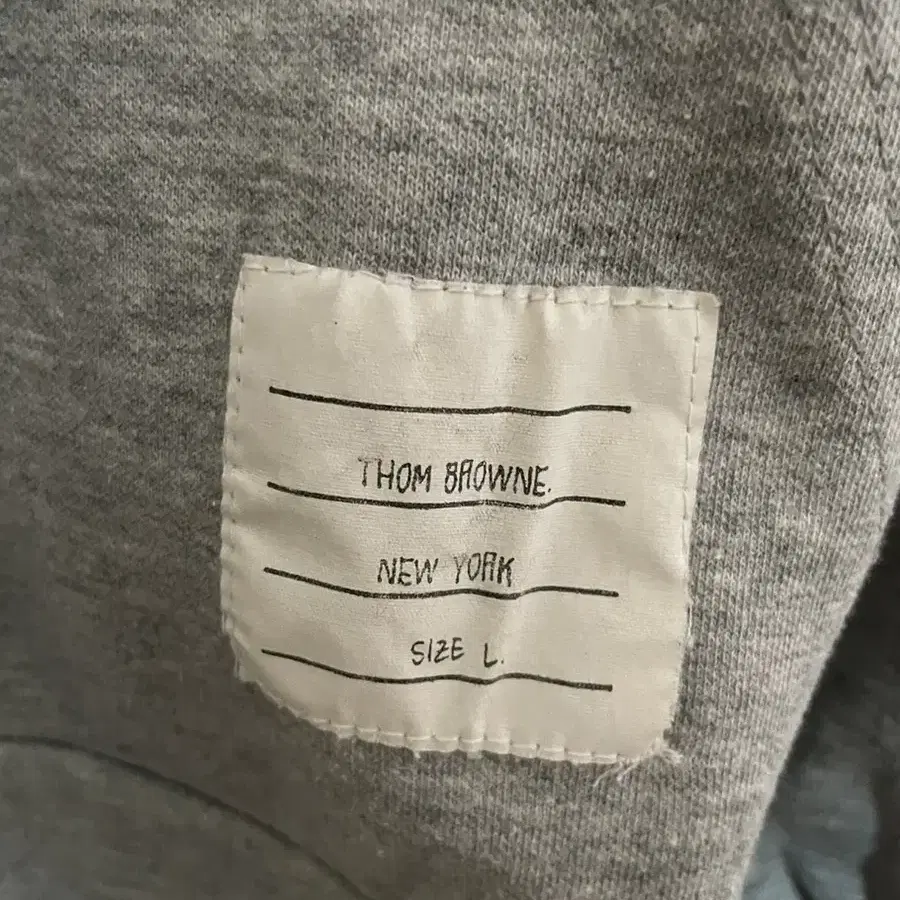 THOM BROWNE.
NEW YORK
SIZE L.